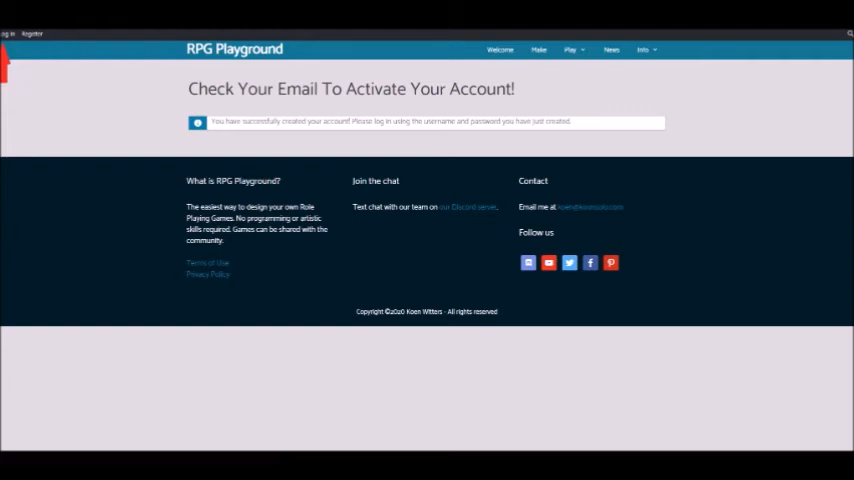 Log in Register
RPG Playground Welcome Make Play News Info
Check Your Email To Activate Your Account!
You have successfully created your account! Please log in using the username and password you have just created.
What is RPG Playground?
The easiest way to design your own Role
Playing Games. No programming or artistic
skills required. Games can be shared with the
community.
Terms of Use
Privacy Policy
Join the chat
Text chat with our team on our Discord server.
Contact
Email me at
Follow us
Copyright ©2020 Koen Witters - All rights reserved